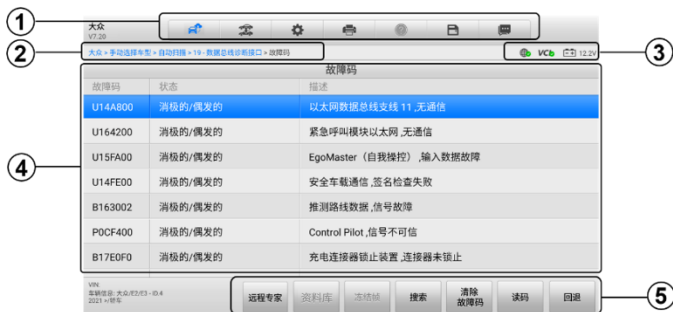 大众
V7.20
①
②
大众 > 手动选择车型 > 自动扫描 > 19 - 数据总线诊断接口 > 故障码
VCI
12.2V
③
故障码
故障码 状态 描述
U14A800 消极的/偶发的 以太网数据总线支线 11 ,无通信
U164200 消极的/偶发的 紧急呼叫模块以太网 ,无通信
U15FA00 消极的/偶发的 EgoMaster（自我操控）,输入数据故障
④
U14FE00 消极的/偶发的 安全车载通信 ,签名检查失败
B163002 消极的/偶发的 推测路线数据 ,信号故障
P0CF400 消极的/偶发的 Control Pilot ,信号不可信
B17E0F0 消极的/偶发的 充电连接器锁止装置 ,连接器未锁止
VIN:
车辆信息: 大众/E2/E3 - ID.4
2021 >/轿车
远程专家 资料库 冻结帧 搜索 清除故障码 读码 回退
⑤